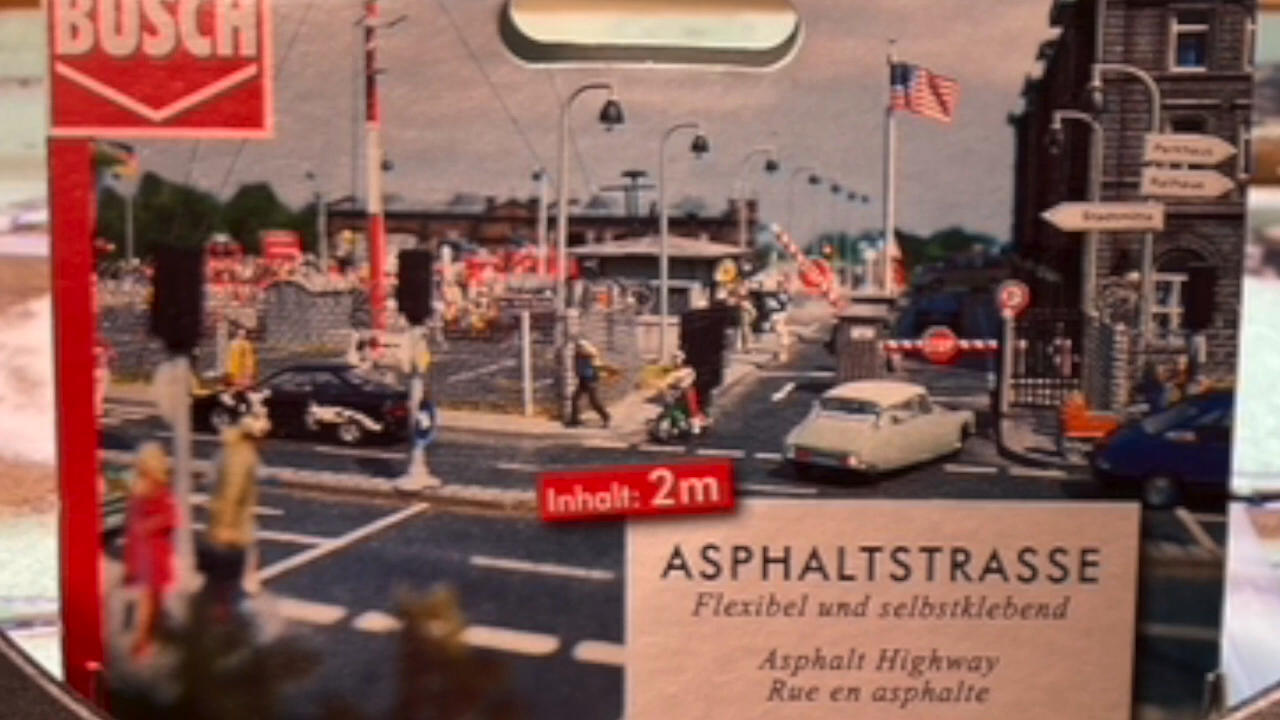 BUSCH
Parkhaus
Rathaus
Stadtmitte
STOP
Inhalt: 2m
ASPHALTSTRASSE
Flexibel und selbstklebend
Asphalt Highway
Rue en asphalte